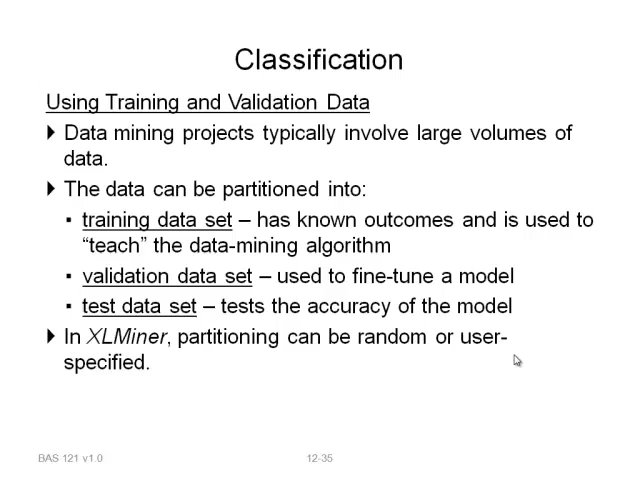 Classification
Using Training and Validation Data
Data mining projects typically involve large volumes of
data.
The data can be partitioned into:
▪ training data set – has known outcomes and is used to
“teach” the data-mining algorithm
▪ validation data set – used to fine-tune a model
▪ test data set – tests the accuracy of the model
In XLMiner, partitioning can be random or user-
specified.
BAS 121 v1.0
12-35